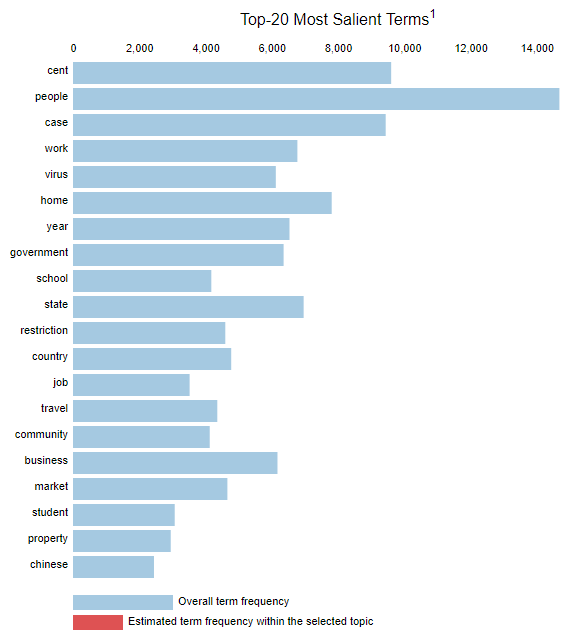 Top-20 Most Salient Terms1
0 2,000 4,000 6,000 8,000 10,000 12,000 14,000
cent
people
case
work
virus
home
year
government
school
state
restriction
country
job
travel
community
business
market
student
property
chinese
Overall term frequency
Estimated term frequency within the selected topic